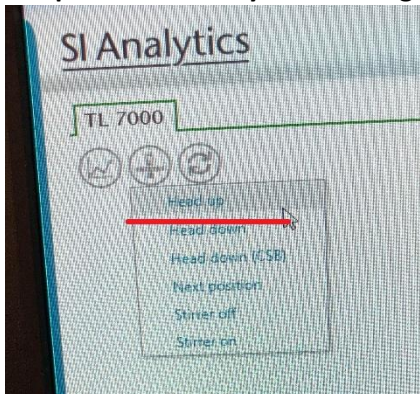 SI Analytics
TL 7000
Head up
Head down
Head down (CSB)
Next position
Stirrer off
Stirrer on